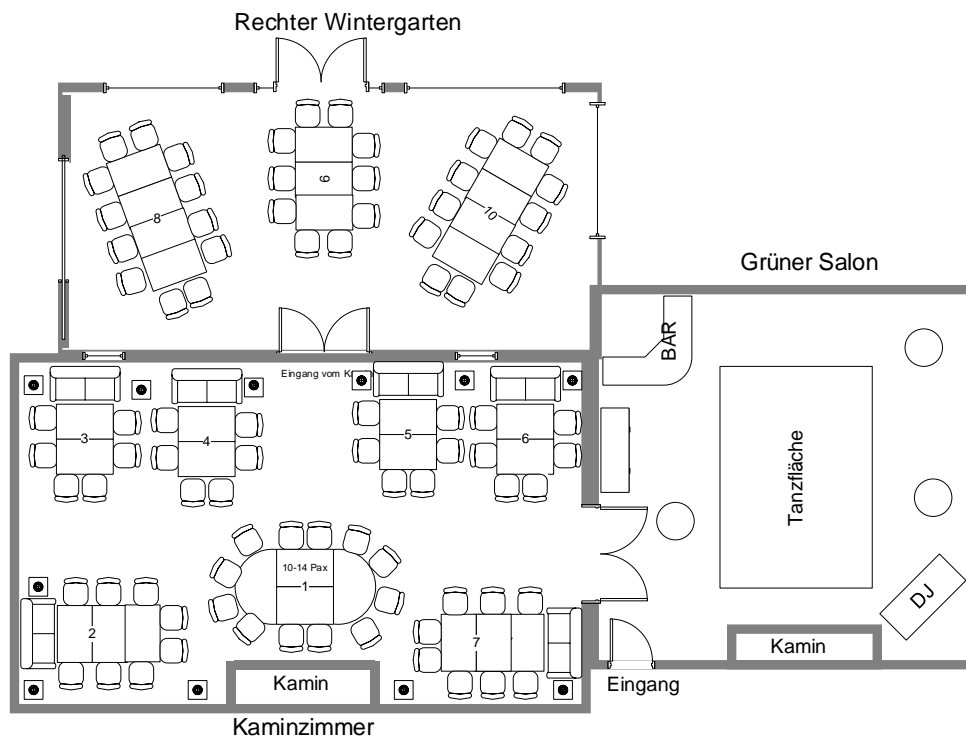 Rechter Wintergarten
8
9
10
Grüner Salon
BAR
Eingang vom
3
4
5
6
Tanzfläche
10-14 Pax
1
2
7
DJ
Kamin
Kamin
Eingang
Kaminzimmer